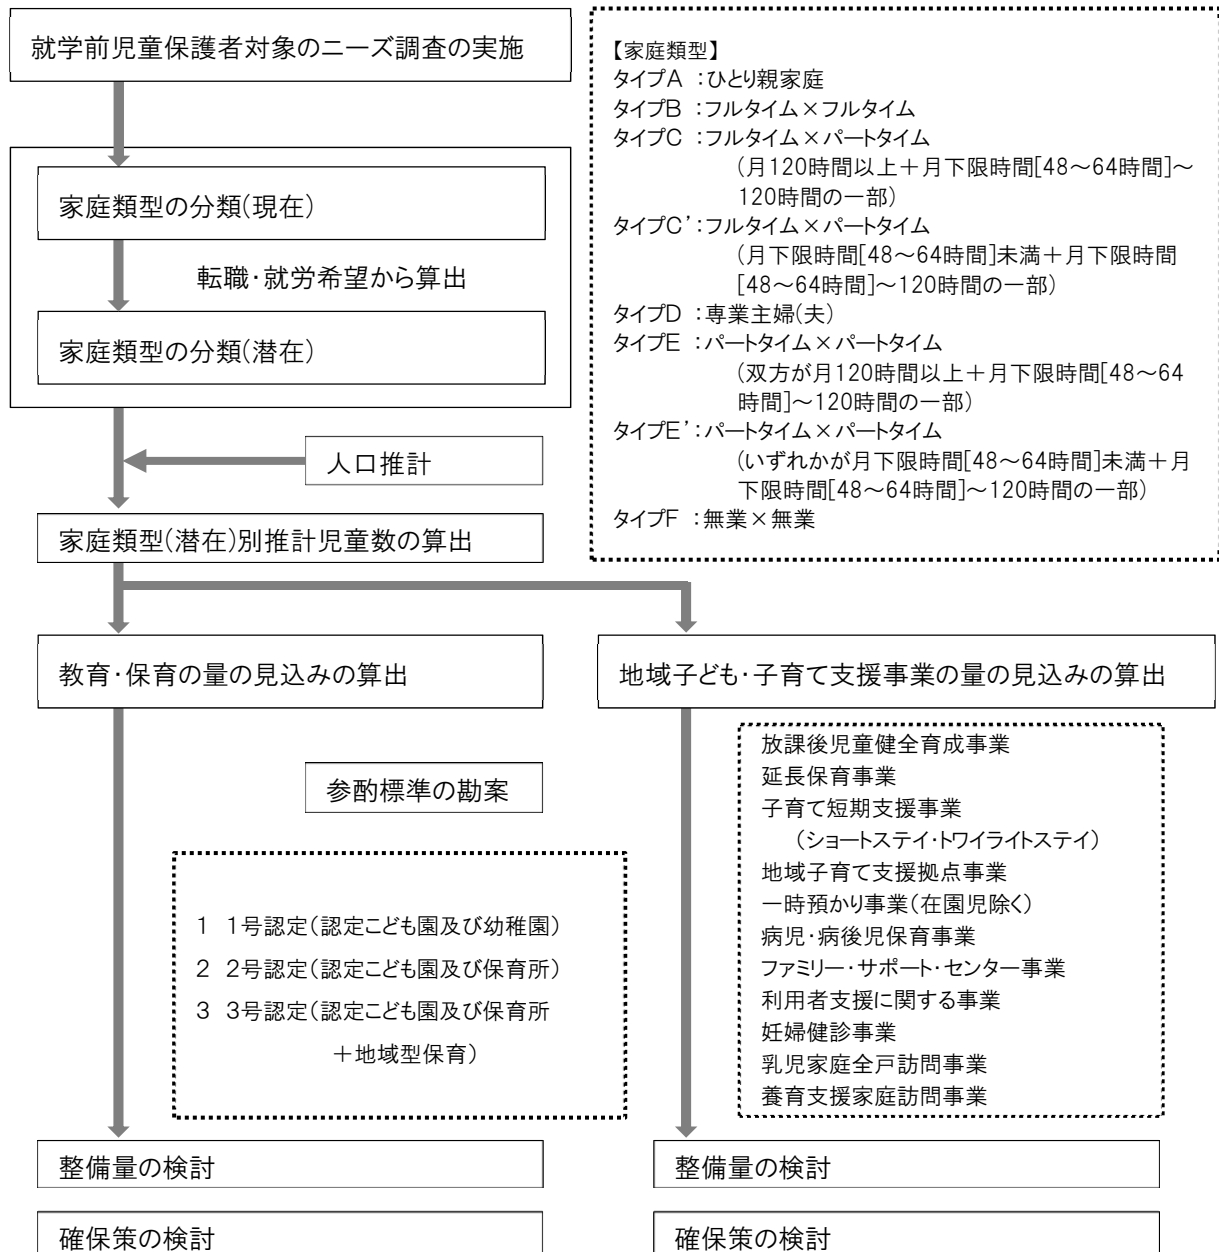 就学前児童保護者対象のニーズ調査の実施
家庭類型の分類(現在)
転職・就労希望から算出
家庭類型の分類(潜在)
人口推計
家庭類型(潜在)別推計児童数の算出
【家庭類型】
タイプA ：ひとり親家庭
タイプB ：フルタイム×フルタイム
タイプC ：フルタイム×パートタイム
(月120時間以上＋月下限時間[48～64時間]～
120時間の一部)
タイプC’：フルタイム×パートタイム
(月下限時間[48～64時間]未満＋月下限時間
[48～64時間]～120時間の一部)
タイプD ：専業主婦(夫)
タイプE ：パートタイム×パートタイム
(双方が月120時間以上＋月下限時間[48～64
時間]～120時間の一部)
タイプE’：パートタイム×パートタイム
(いずれかが月下限時間[48～64時間]未満＋月
下限時間[48～64時間]～120時間の一部)
タイプF ：無業×無業
教育・保育の量の見込みの算出
参酌標準の勘案
1 1号認定(認定こども園及び幼稚園)
2 2号認定(認定こども園及び保育所)
3 3号認定(認定こども園及び保育所
＋地域型保育)
整備量の検討
確保策の検討
地域子ども・子育て支援事業の量の見込みの算出
放課後児童健全育成事業
延長保育事業
子育て短期支援事業
(ショートステイ・トワイライトステイ)
地域子育て支援拠点事業
一時預かり事業(在園児除く)
病児・病後児保育事業
ファミリー・サポート・センター事業
利用者支援に関する事業
妊婦健診事業
乳児家庭全戸訪問事業
養育支援家庭訪問事業
整備量の検討
確保策の検討